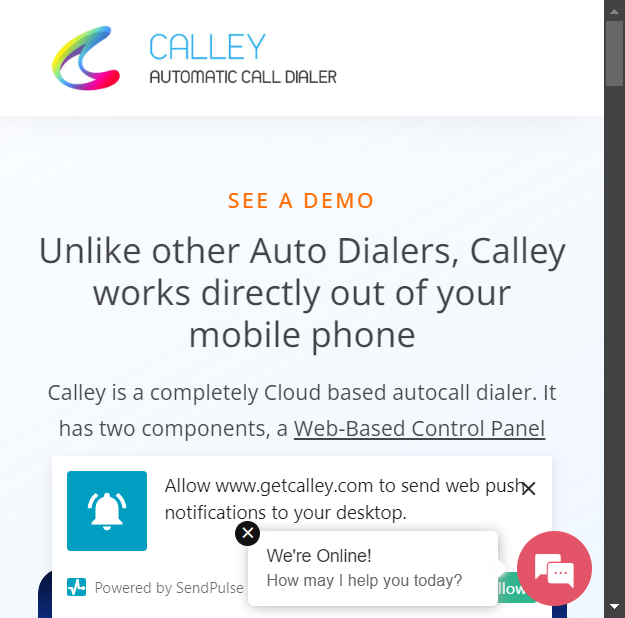 CALLEY
AUTOMATIC CALL DIALER
SEE A DEMO
Unlike other Auto Dialers, Calley
works directly out of your
mobile phone
Calley is a completely Cloud based autocall dialer. It
has two components, a Web-Based Control Panel
Allow www.getcalley.com to send web push
notifications to your desktop.
We're Online!
How may I help you today?
Powered by SendPulse